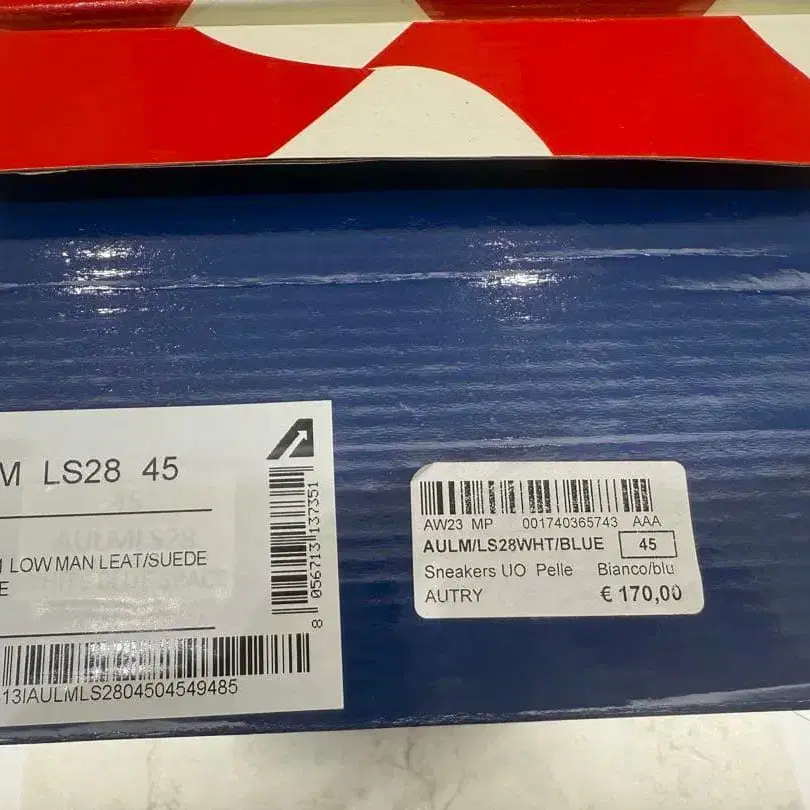 M LS28 45
LOW MAN LEAT/SUEDE
E
8 056713 137351
13IAULMLS2804504549485
AW23 MP 001740365743 AAA
AULM/LS28WHT/BLUE 45
Sneakers UO Pelle Bianco/blu
AUTRY € 170,00